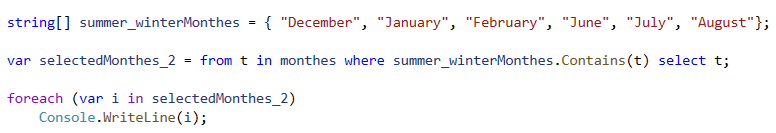 string[] summer_winterMonthes = { "December", "January", "February", "June", "July", "August"};
var selectedMonthes_2 = from t in monthes where summer_winterMonthes.Contains(t) select t;
foreach (var i in selectedMonthes_2)
Console.WriteLine(i);